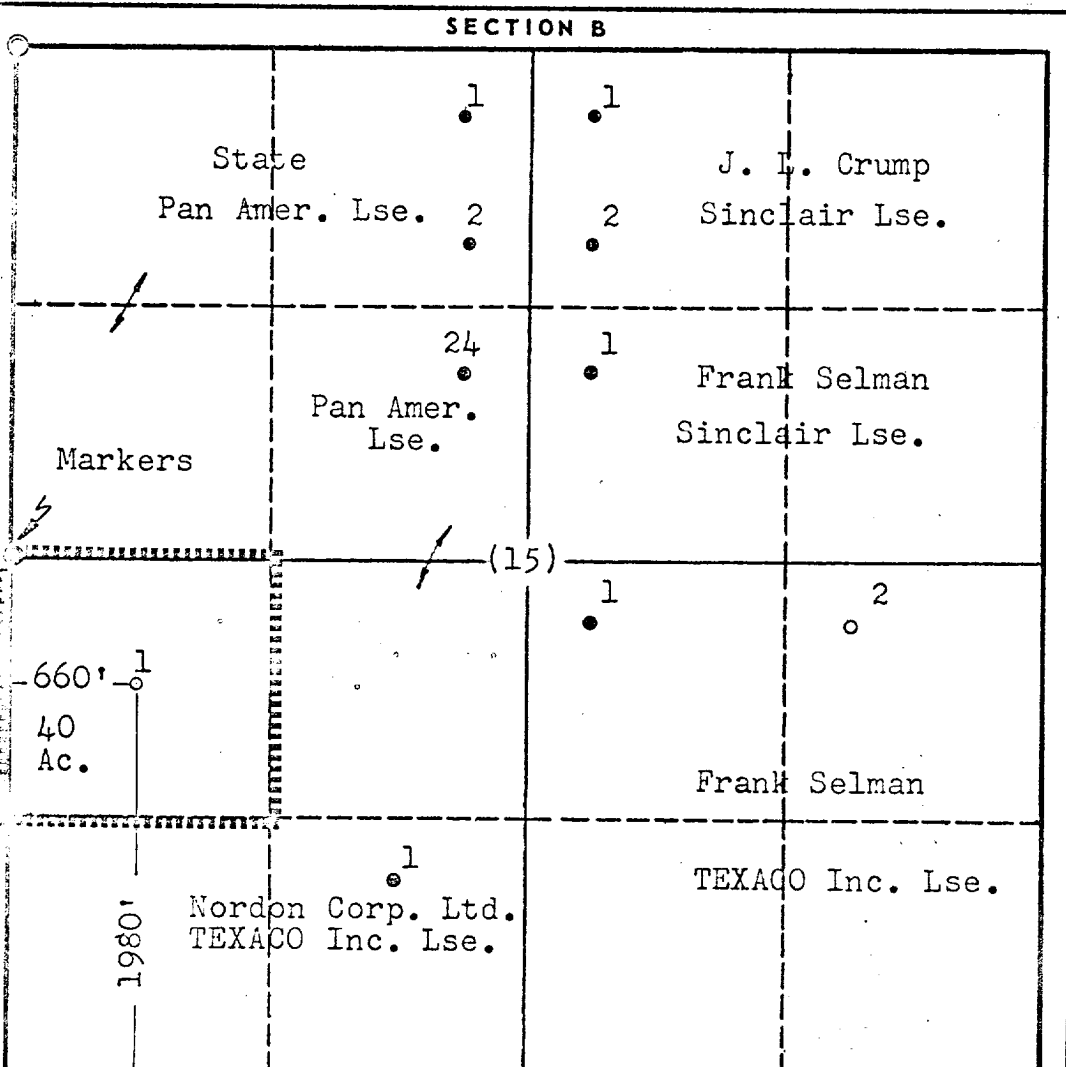 SECTION B
1 1
State
J. L. Crump
Pan Amer. Lse. 2 2 Sinclair Lse.
24 1
Pan Amer. Frank Selman
Lse. Sinclair Lse.
Markers
(15)
1 2
660' 1
40
Ac.
Frank Selman
1
TEXACO Inc. Lse.
Nordon Corp. Ltd.
TEXACO Inc. Lse.
1980'